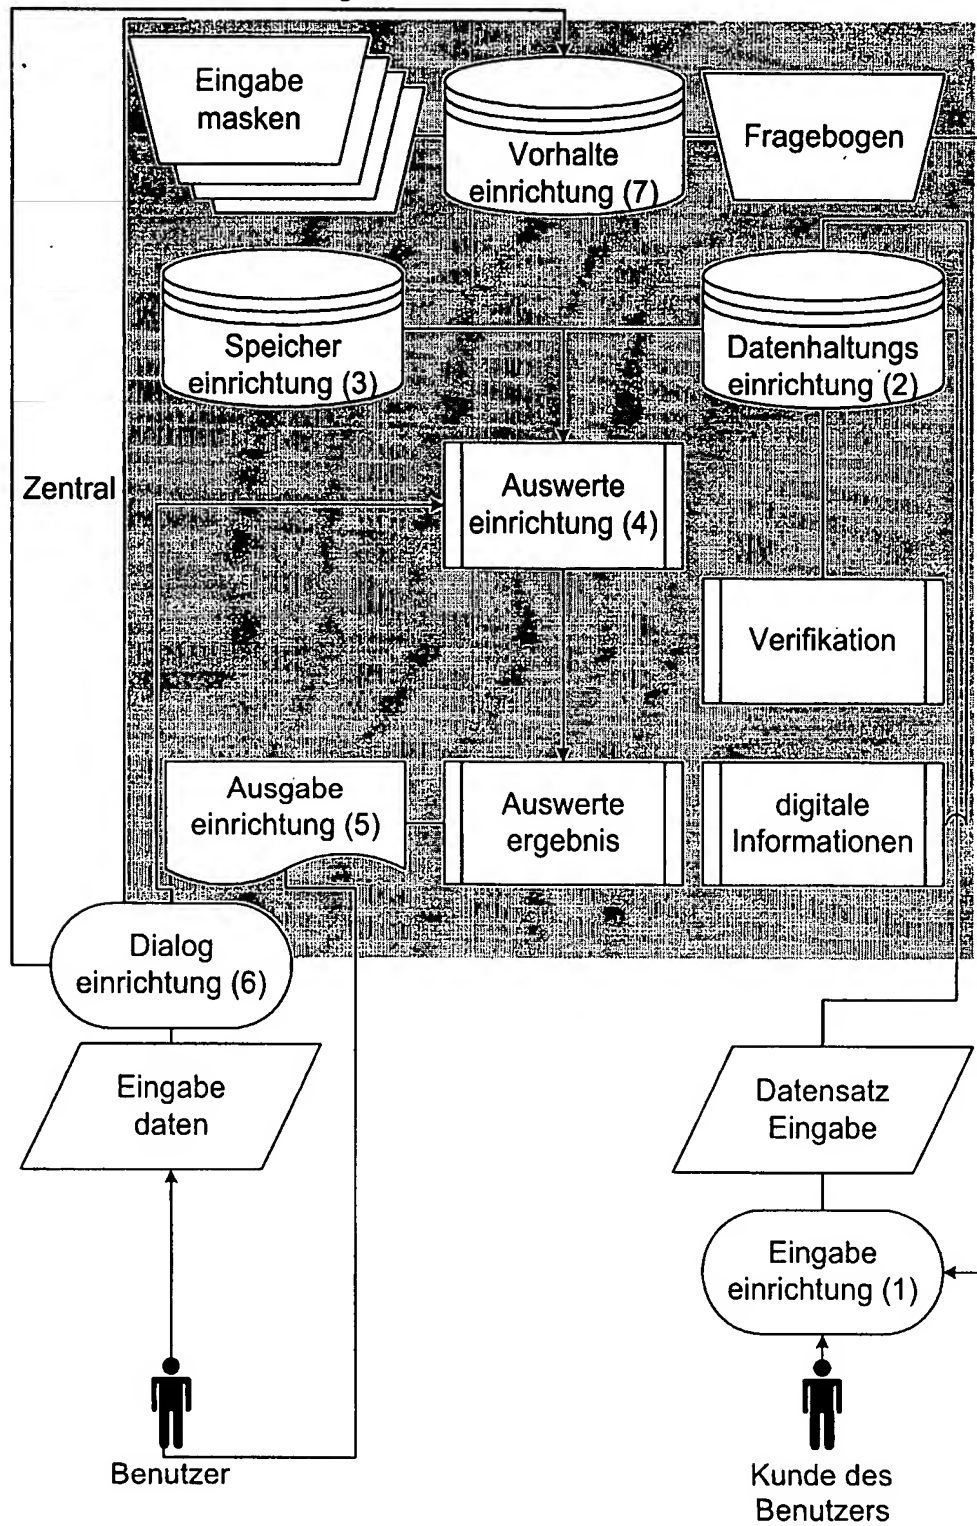 Eingabe
masken
Vorhalte
einrichtung (7)
Fragebogen
Speicher
einrichtung (3)
Datenhaltungs
einrichtung (2)
Zentral
Auswerte
einrichtung (4)
Verifikation
Ausgabe
einrichtung (5)
Auswerte
ergebnis
digitale
Informationen
Dialog
einrichtung (6)
Eingabe
daten
Datensatz
Eingabe
Eingabe
einrichtung (1)
Benutzer
Kunde des
Benutzers